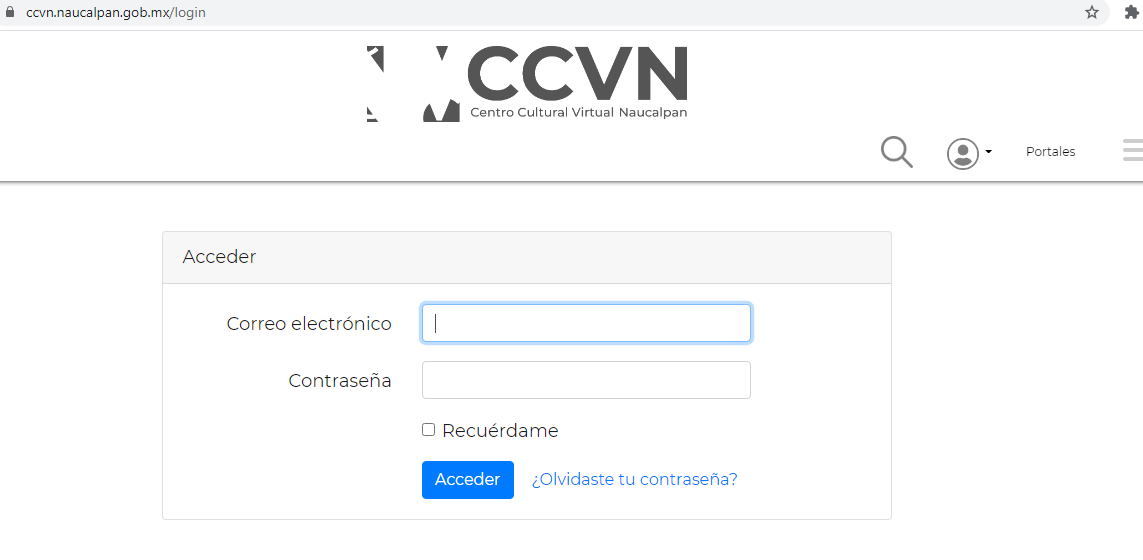 ccvn.naucalpan.gob.mx/login
CCVN
Centro Cultural Virtual Naucalpan
Portales
Acceder
Correo electrónico
Contraseña
Recuérdame
Acceder ¿Olvidaste tu contraseña?